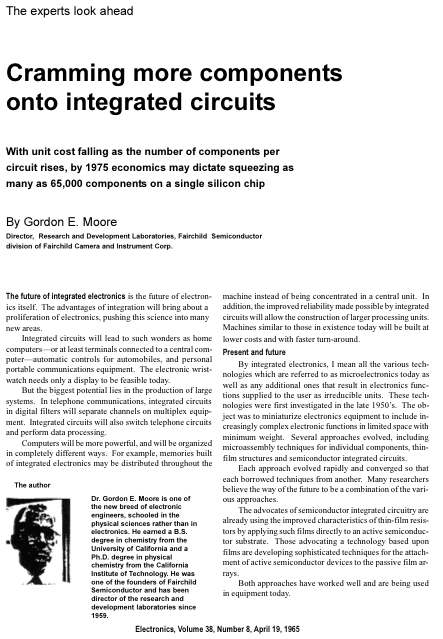 The experts look ahead
Cramming more components
onto integrated circuits
With unit cost falling as the number of components per
circuit rises, by 1975 economics may dictate squeezing as
many as 65,000 components on a single silicon chip
By Gordon E. Moore
Director, Research and Development Laboratories, Fairchild Semiconductor
division of Fairchild Camera and Instrument Corp.
The future of integrated electronics is the future of electron-
ics itself. The advantages of integration will bring about a
proliferation of electronics, pushing this science into many
new areas.
Integrated circuits will lead to such wonders as home
computers—or at least terminals connected to a central com-
puter—automatic controls for automobiles, and personal
portable communications equipment. The electronic wrist-
watch needs only a display to be feasible today.
But the biggest potential lies in the production of large
systems. In telephone communications, integrated circuits
in digital filters will separate channels on multiplex equip-
ment. Integrated circuits will also switch telephone circuits
and perform data processing.
Computers will be more powerful, and will be organized
in completely different ways. For example, memories built
of integrated electronics may be distributed throughout the
The author
Dr. Gordon E. Moore is one of
the new breed of electronic
engineers, schooled in the
physical sciences rather than in
electronics. He earned a B.S.
degree in chemistry from the
University of California and a
Ph.D. degree in physical
chemistry from the California
Institute of Technology. He was
one of the founders of Fairchild
Semiconductor and has been
director of the research and
development laboratories since
1959.
machine instead of being concentrated in a central unit. In
addition, the improved reliability made possible by integrated
circuits will allow the construction of larger processing units.
Machines similar to those in existence today will be built at
lower costs and with faster turn-around.
Present and future
By integrated electronics, I mean all the various tech-
nologies which are referred to as microelectronics today as
well as any additional ones that result in electronics func-
tions supplied to the user as irreducible units. These tech-
nologies were first investigated in the late 1950's. The ob-
ject was to miniaturize electronics equipment to include in-
creasingly complex electronic functions in limited space with
minimum weight. Several approaches evolved, including
microassembly techniques for individual components, thin-
film structures and semiconductor integrated circuits.
Each approach evolved rapidly and converged so that
each borrowed techniques from another. Many researchers
believe the way of the future to be a combination of the vari-
ous approaches.
The advocates of semiconductor integrated circuitry are
already using the improved characteristics of thin-film resis-
tors by applying such films directly to an active semiconduc-
tor substrate. Those advocating a technology based upon
films are developing sophisticated techniques for the attach-
ment of active semiconductor devices to the passive film ar-
rays.
Both approaches have worked well and are being used
in equipment today.
Electronics, Volume 38, Number 8, April 19, 1965